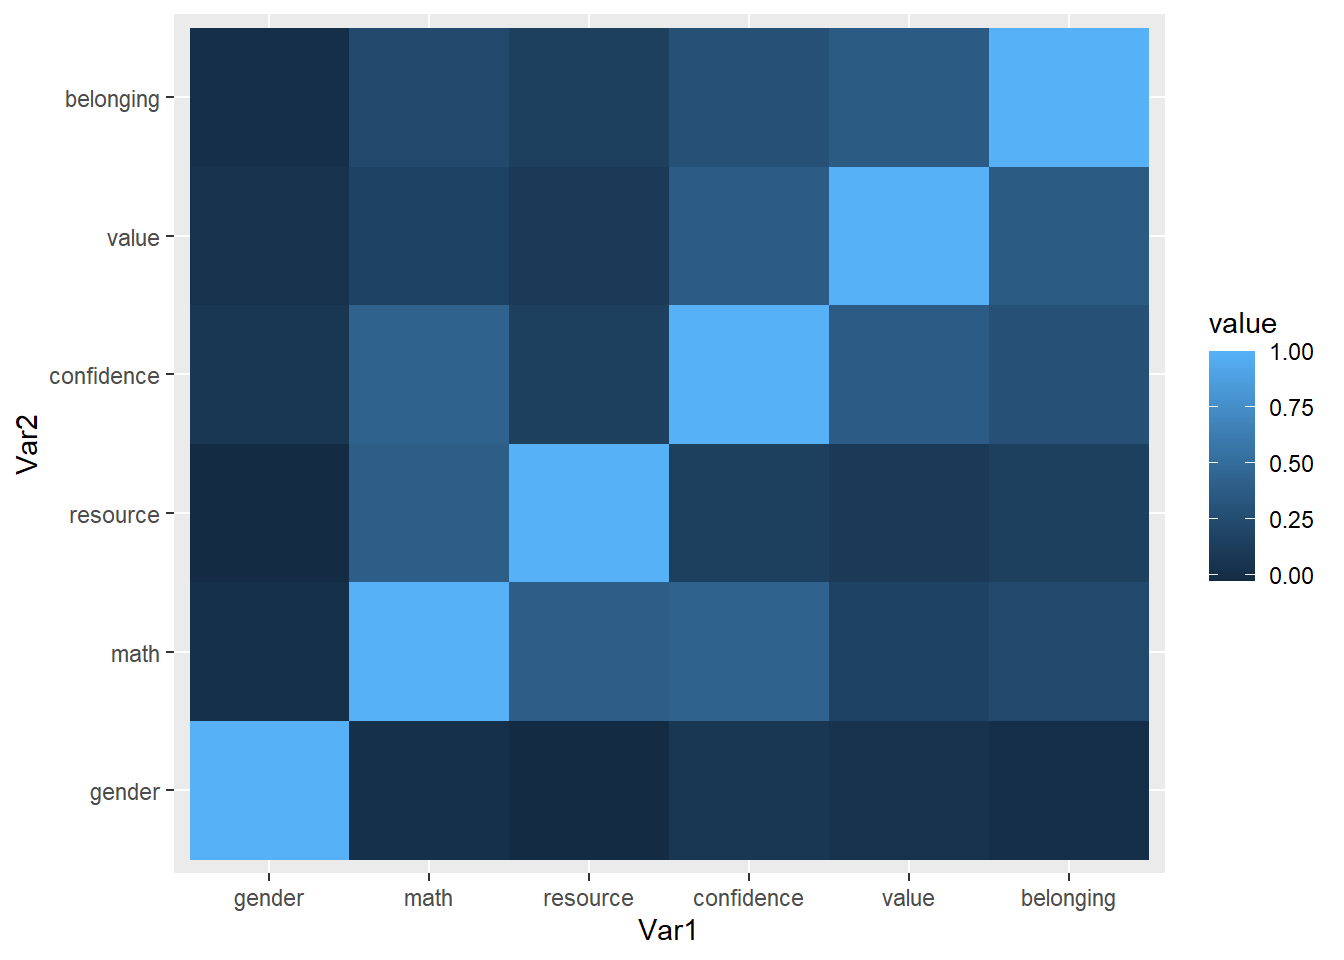 belonging
value
confidence
resource
math
gender
Var2
gender math resource confidence value belonging
Var1
value
1.00
0.75
0.50
0.25
0.00